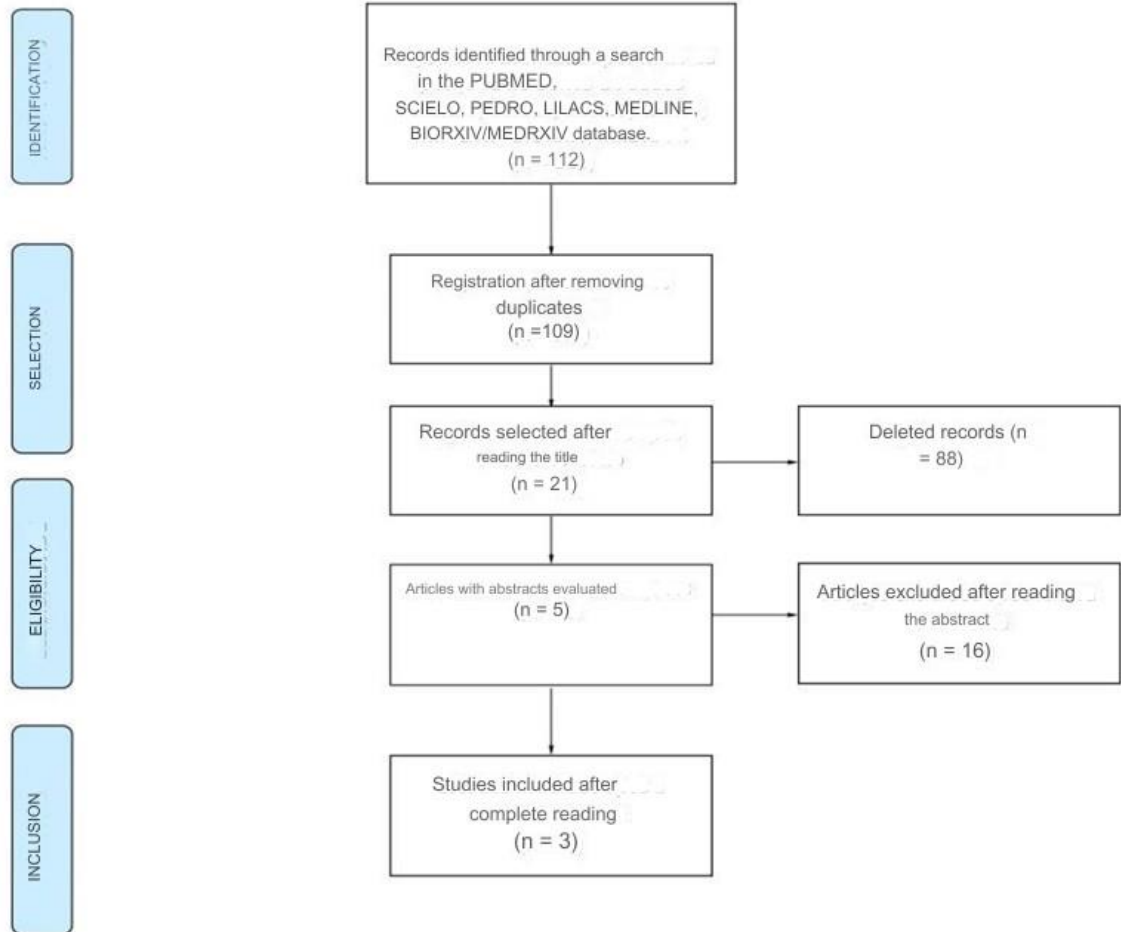 IDENTIFICATION
Records identified through a search
in the PUBMED,
SCIELO, PEDRO, LILACS, MEDLINE,
BIORXIV/MEDRXIV database.
(n = 112)
SELECTION
Registration after removing
duplicates
(n =109)
Records selected after
reading the title
(n = 21)
Deleted records (n
= 88)
ELIGIBILITY
Articles with abstracts evaluated
(n = 5)
Articles excluded after reading
the abstract
(n = 16)
INCLUSION
Studies included after
complete reading
(n = 3)